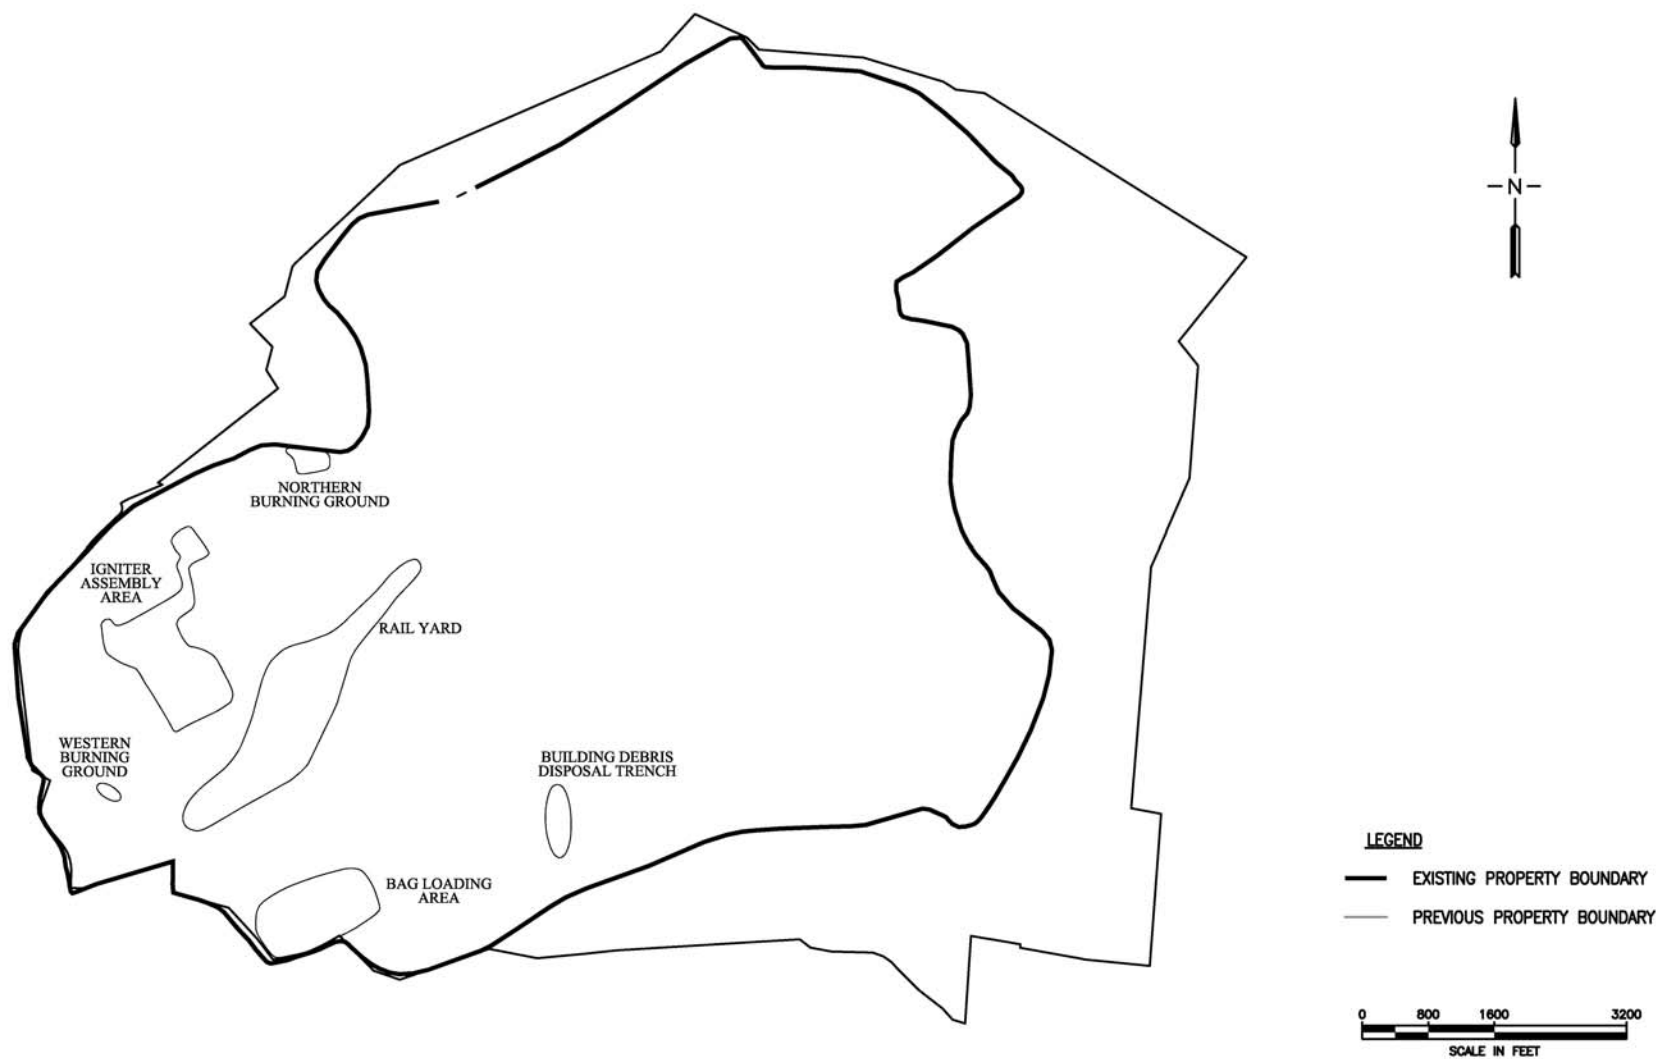 N
NORTHERN
BURNING GROUND
IGNITER
ASSEMBLY
AREA
RAIL YARD
WESTERN
BURNING
GROUND
BUILDING DEBRIS
DISPOSAL TRENCH
BAG LOADING
AREA
LEGEND
EXISTING PROPERTY BOUNDARY
PREVIOUS PROPERTY BOUNDARY
0 800 1600 3200
SCALE IN FEET